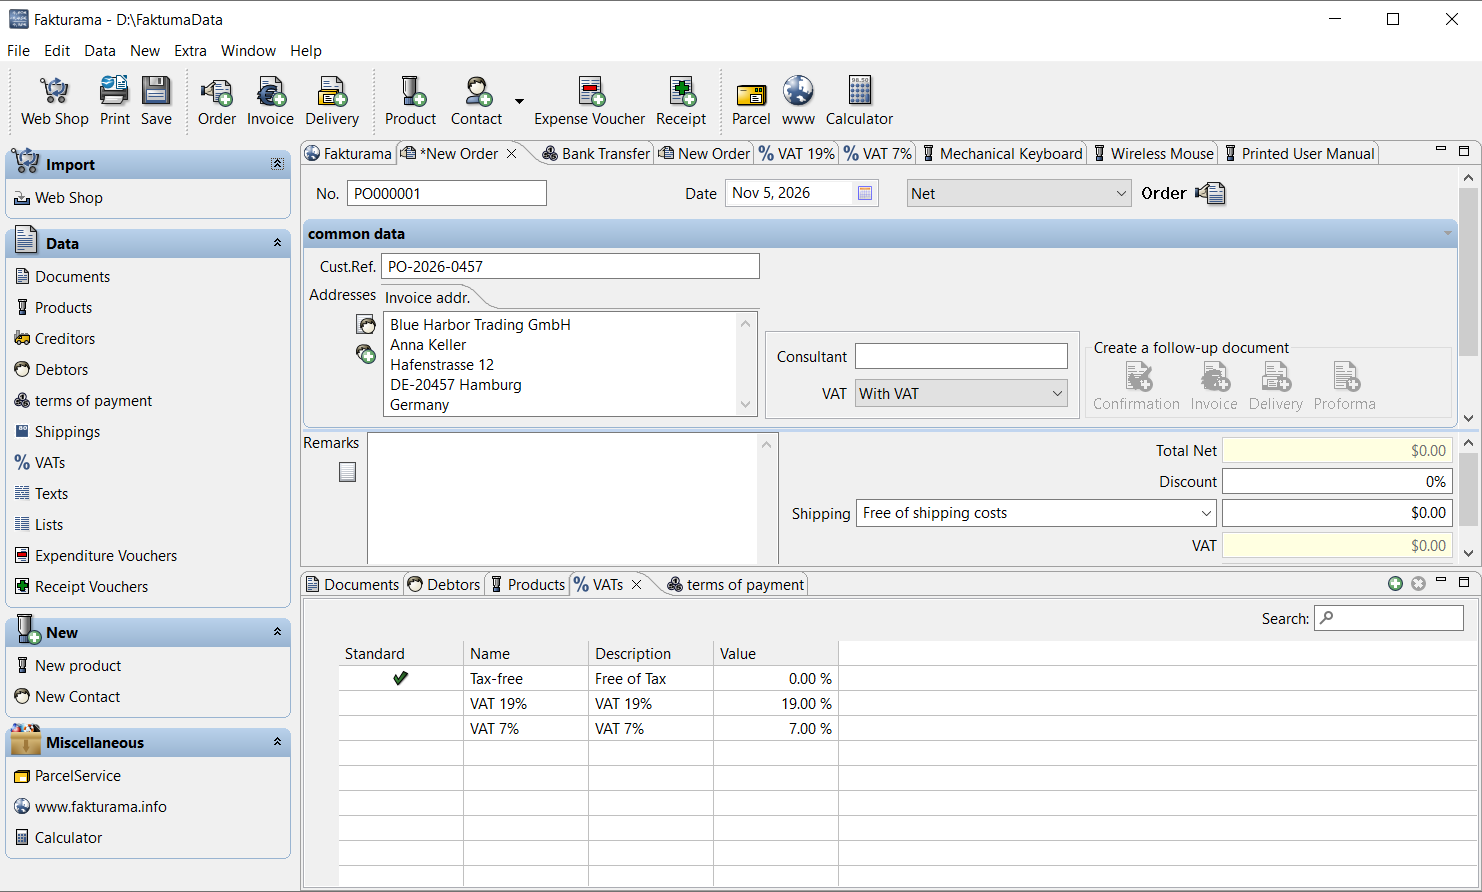 Fakturama - D:\FaktumaData
File Edit Data New Extra Window Help
Web Shop Print Save Order Invoice Delivery Product Contact Expense Voucher Receipt Parcel www Calculator
Import
Web Shop
Data
Documents
Products
Creditors
Debtors
terms of payment
Shippings
VATs
Texts
Lists
Expenditure Vouchers
Receipt Vouchers
New
New product
New Contact
Miscellaneous
ParcelService
www.fakturama.info
Calculator
Fakturama *New Order Bank Transfer New Order VAT 19% VAT 7% Mechanical Keyboard Wireless Mouse Printed User Manual
No. PO000001 Date Nov 5, 2026 Net Order
common data
Cust.Ref. PO-2026-0457
Addresses Invoice addr.
Blue Harbor Trading GmbH
Anna Keller
Hafenstrasse 12
DE-20457 Hamburg
Germany
Consultant
VAT With VAT
Create a follow-up document
Confirmation Invoice Delivery Proforma
Remarks
Total Net $0.00
Discount 0%
Shipping Free of shipping costs $0.00
VAT $0.00
Documents Debtors Products VATs terms of payment
Search:
Standard Name Description Value
Tax-free Free of Tax 0.00 %
VAT 19% VAT 19% 19.00 %
VAT 7% VAT 7% 7.00 %